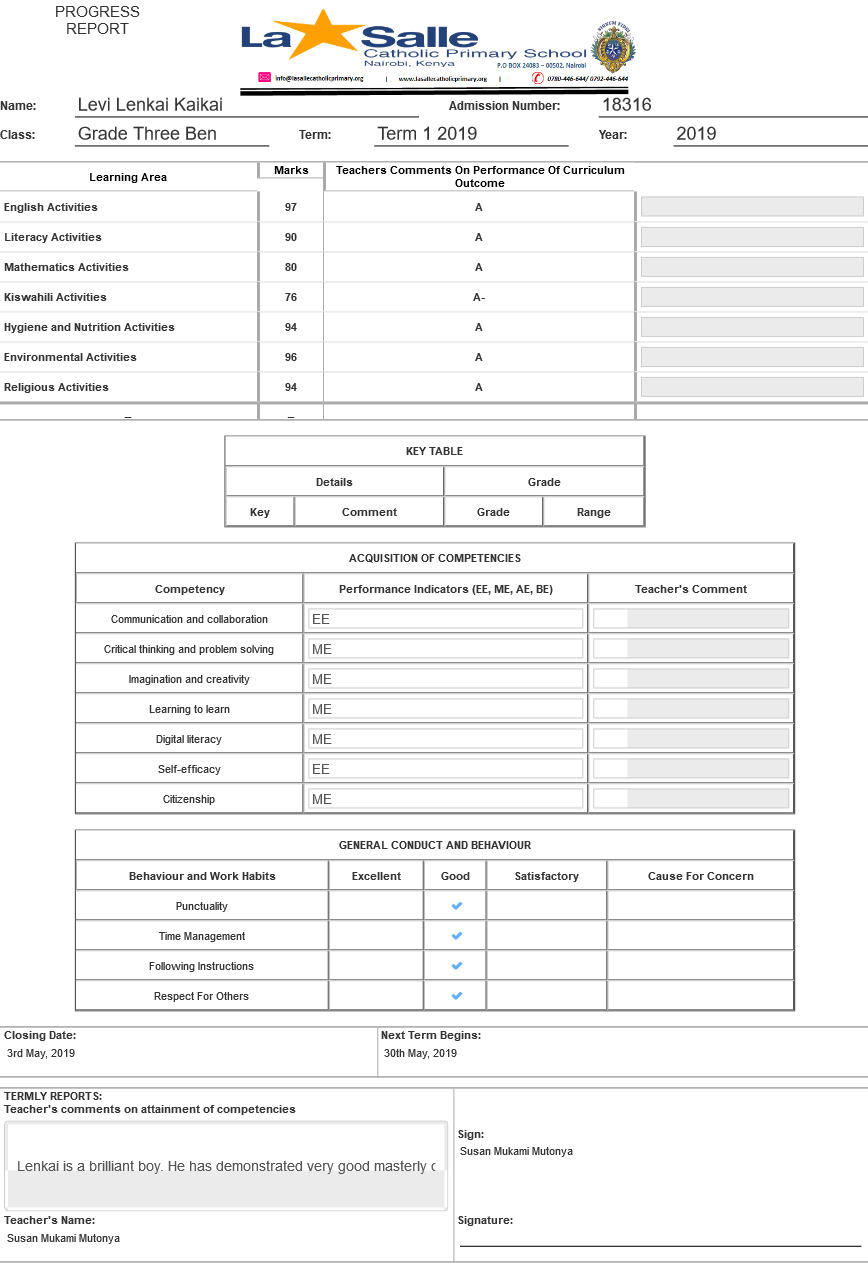 PROGRESS
REPORT
La Salle
Catholic Primary School
Nairobi, Kenya
P.O BOX 24083 – 00502, Nairobi
info@lasallecatholicprimary.org | www.lasallecatholicprimary.org | 0780-446-644/ 0792-446-644
Name: Levi Lenkai Kaikai Admission Number: 18316
Class: Grade Three Ben Term: Term 1 2019 Year: 2019
Learning Area Marks Teachers Comments On Performance Of Curriculum Outcome
English Activities 97 A
Literacy Activities 90 A
Mathematics Activities 80 A
Kiswahili Activities 76 A-
Hygiene and Nutrition Activities 94 A
Environmental Activities 96 A
Religious Activities 94 A
_ _
KEY TABLE
Details Grade
Key Comment Grade Range
ACQUISITION OF COMPETENCIES
Competency Performance Indicators (EE, ME, AE, BE) Teacher's Comment
Communication and collaboration EE
Critical thinking and problem solving ME
Imagination and creativity ME
Learning to learn ME
Digital literacy ME
Self-efficacy EE
Citizenship ME
GENERAL CONDUCT AND BEHAVIOUR
Behaviour and Work Habits Excellent Good Satisfactory Cause For Concern
Punctuality ✓
Time Management ✓
Following Instructions ✓
Respect For Others ✓
Closing Date: Next Term Begins:
3rd May, 2019 30th May, 2019
TERMLY REPORTS:
Teacher's comments on attainment of competencies
Lenkai is a brilliant boy. He has demonstrated very good masterly
Sign:
Susan Mukami Mutonya
Teacher's Name: Signature:
Susan Mukami Mutonya